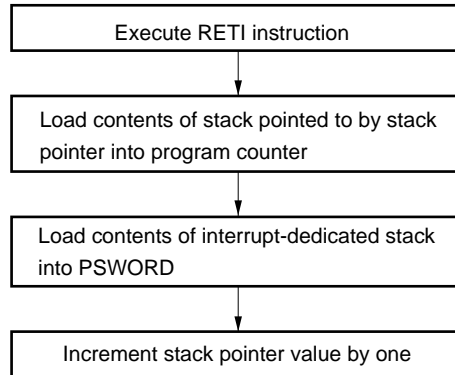 Execute RETI instruction
Load contents of stack pointed to by stack
pointer into program counter
Load contents of interrupt-dedicated stack
into PSWORD
Increment stack pointer value by one